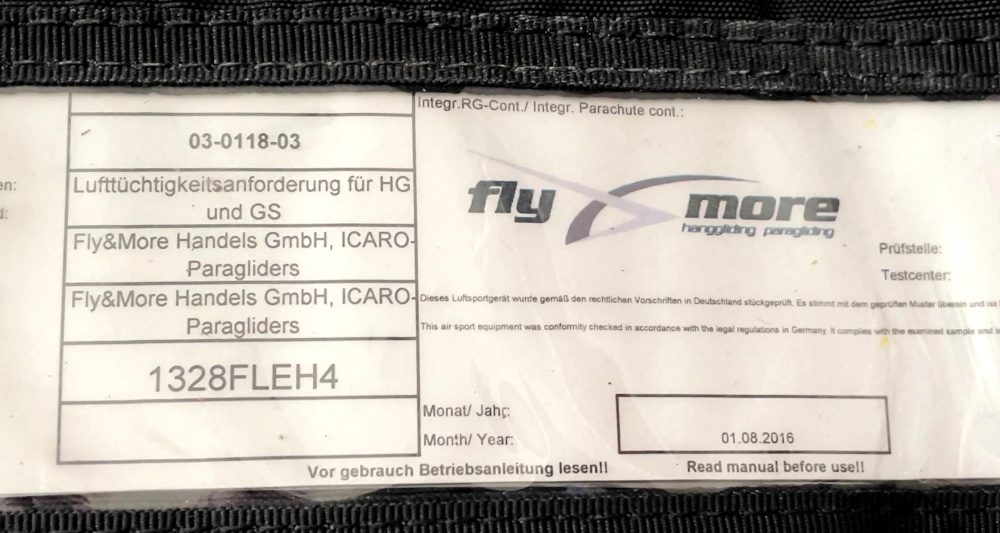 Integr.RG-Cont./ Integr. Parachute cont.:
03-0118-03
en:
Lufttüchtigkeitsanforderung für HG
und GS
Fly&More Handels GmbH, ICARO-
Paragliders
Fly&More Handels GmbH, ICARO-
Paragliders
1328FLEH4
fly more
hanggliding paragliding
Prüfstelle:
Testcenter:
Dieses Luftsportgerät wurde gemäß den rechtlichen Vorschriften in Deutschland stückgeprüft. Es stimmt mit dem geprüften Muster überein und ist
This air sport equipment was conformity checked in accordance with the legal regulations in Germany. It complies with the examined sample and
Monat/ Jahr:
Month/ Year:
01.08.2016
Vor gebrauch Betriebsanleitung lesen!!
Read manual before use!!